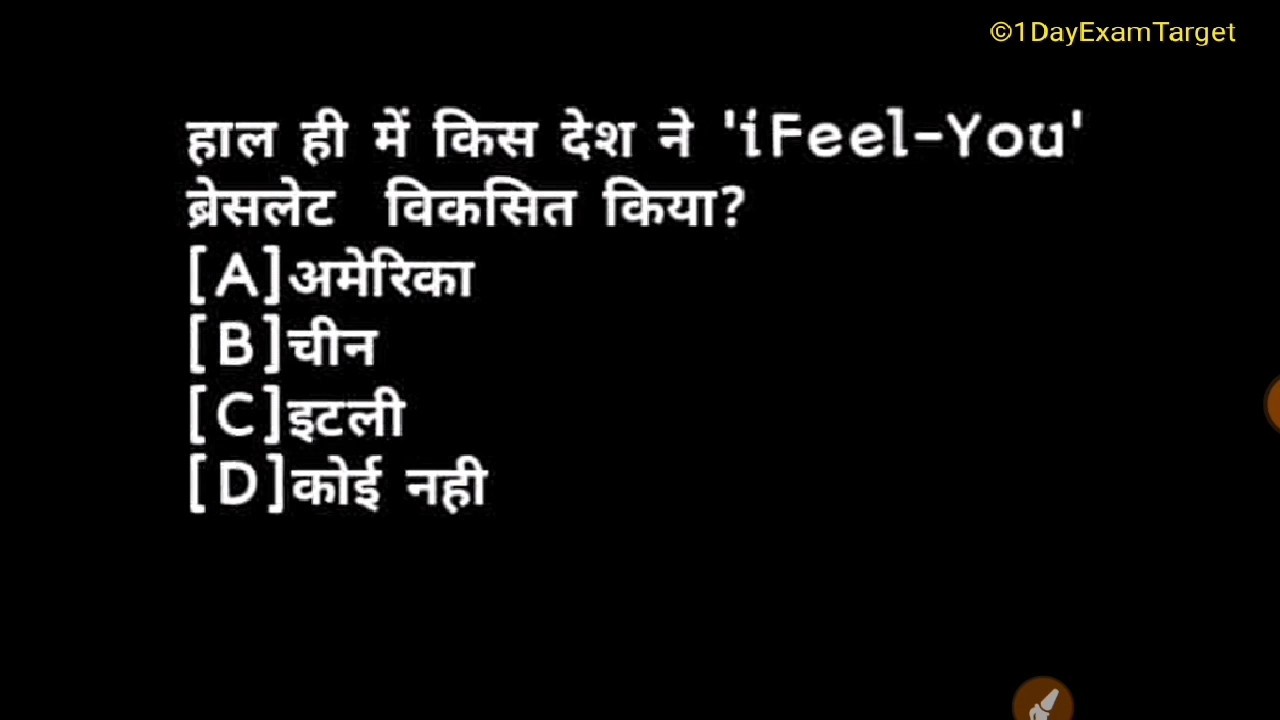 ©1DayExamTarget
हाल ही में किस देश ने 'iFeel-You'
ब्रेसलेट विकसित किया?
[A]अमेरिका
[B]चीन
[C]इटली
[D]कोई नही